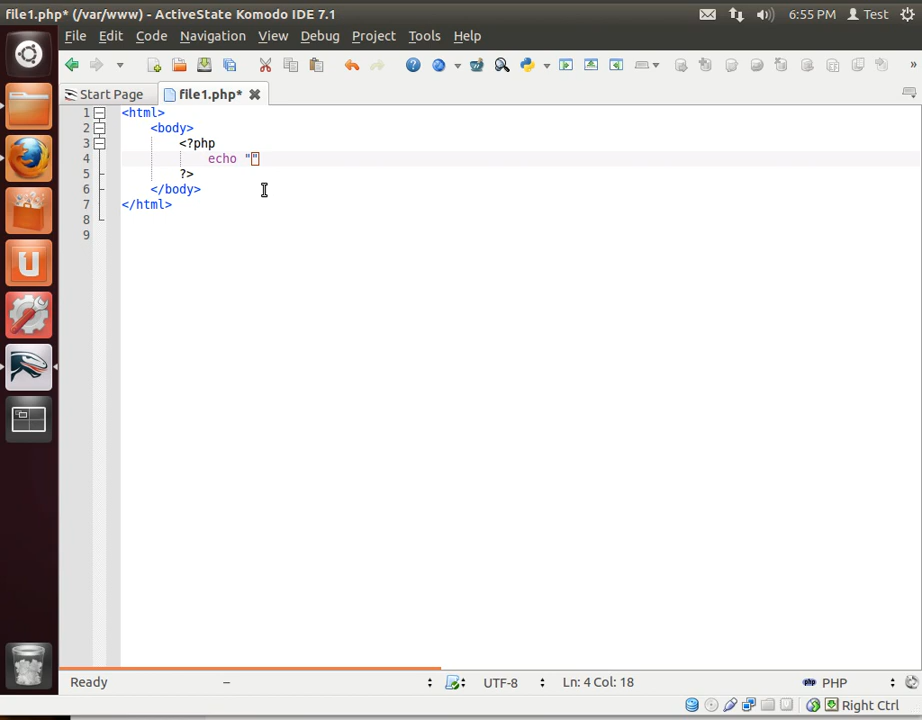 file1.php* (/var/www) - ActiveState Komodo IDE 7.1
6:55 PM Test
File Edit Code Navigation View Debug Project Tools Help
Start Page file1.php*
1 <html>
2 <body>
3 <?php
4 echo ""
5 ?>
6 </body>
7 </html>
8
9
Ready – UTF-8 Ln: 4 Col: 18 php PHP
Right Ctrl